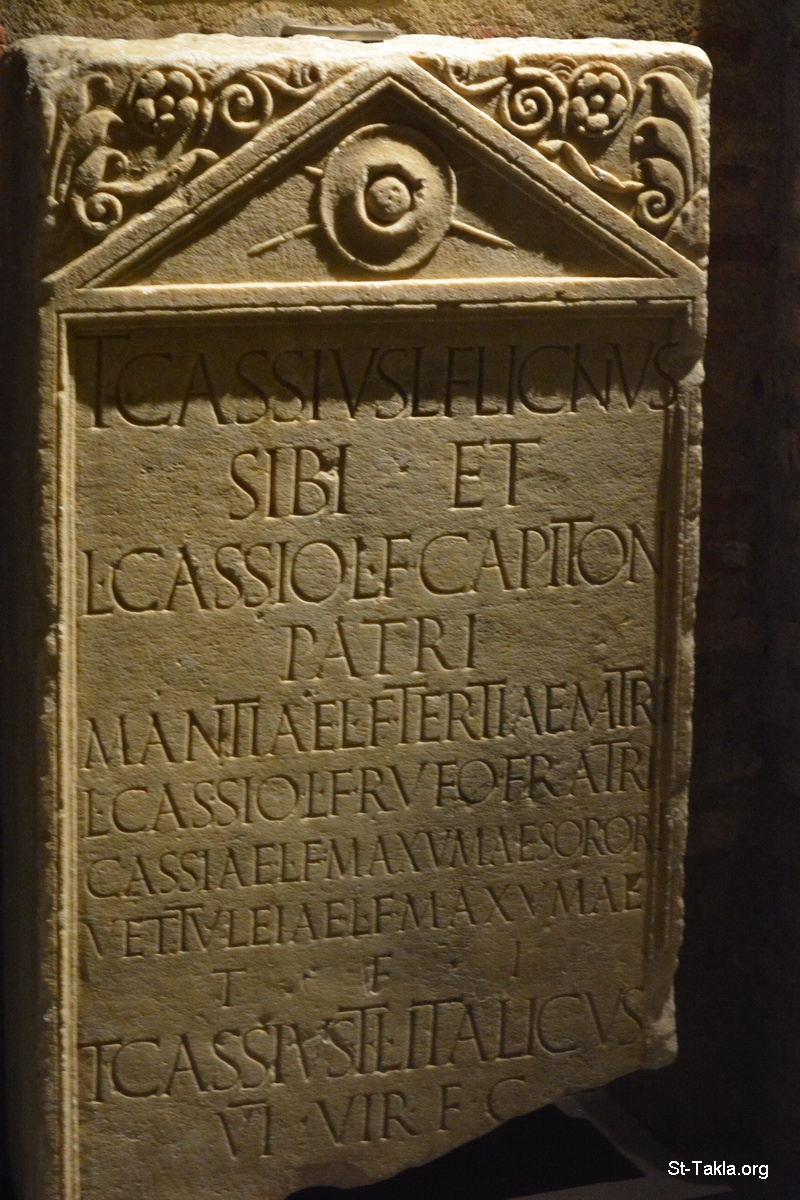 T·CASSIVS·L·F·LICINVS
SIBI · ET
L·CASSIO·L·F·CAPITON
PATRI
MANTIAE·L·F·TERTIAE·MATRI
L·CASSIO·L·F·RVFO·FRATRI
CASSIAE·L·F·MAXVMAE SORORI
VETTVLEIAE·L·F·MAXVMAE
T · F · I
T·CASSIVS·T·L·ITALICVS
VI · VIR · F · C
St-Takla.org